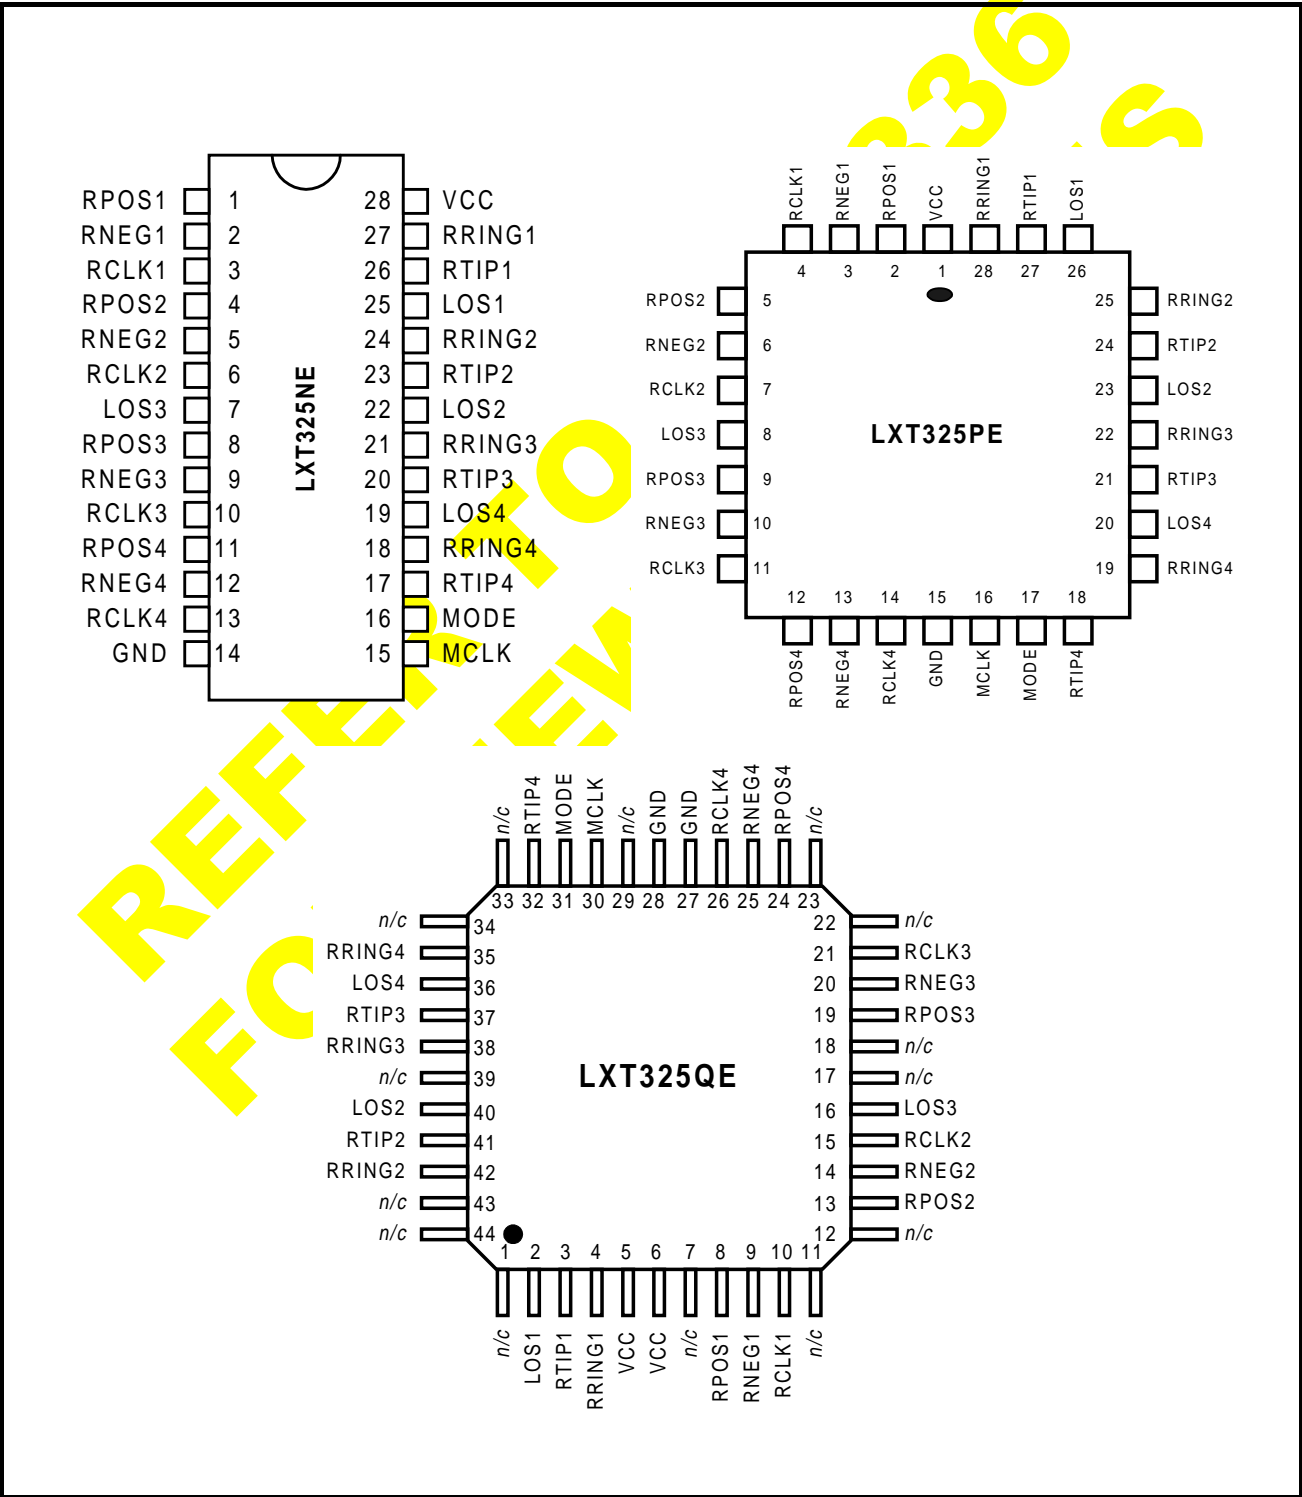 RPOS1 1 28 VCC
RNEG1 2 27 RRING1
RCLK1 3 26 RTIP1
RPOS2 4 25 LOS1
RNEG2 5 24 RRING2
RCLK2 6 23 RTIP2
LOS3 7 22 LOS2
RPOS3 8 21 RRING3
RNEG3 9 20 RTIP3
RCLK3 10 19 LOS4
RPOS4 11 18 RRING4
RNEG4 12 17 RTIP4
RCLK4 13 16 MODE
GND 14 15 MCLK
LXT325NE
RCLK1 RNEG1 RPOS1 VCC RRING1 RTIP1 LOS1
4 3 2 1 28 27 26
RPOS2 5 25 RRING2
RNEG2 6 24 RTIP2
RCLK2 7 23 LOS2
LOS3 8 22 RRING3
RPOS3 9 21 RTIP3
RNEG3 10 20 LOS4
RCLK3 11 19 RRING4
LXT325PE
12 13 14 15 16 17 18
RPOS4 RNEG4 RCLK4 GND MCLK MODE RTIP4
n/c RTIP4 MODE MCLK n/c GND GND RCLK4 RNEG4 RPOS4 n/c
33 32 31 30 29 28 27 26 25 24 23
n/c 34 22 n/c
RRING4 35 21 RCLK3
LOS4 36 20 RNEG3
RTIP3 37 19 RPOS3
RRING3 38 18 n/c
n/c 39 17 n/c
LOS2 40 16 LOS3
RTIP2 41 15 RCLK2
RRING2 42 14 RNEG2
n/c 43 13 RPOS2
n/c 44 12 n/c
LXT325QE
1 2 3 4 5 6 7 8 9 10 11
n/c LOS1 RTIP1 RRING1 VCC VCC n/c RPOS1 RNEG1 RCLK1 n/c
REFER TO